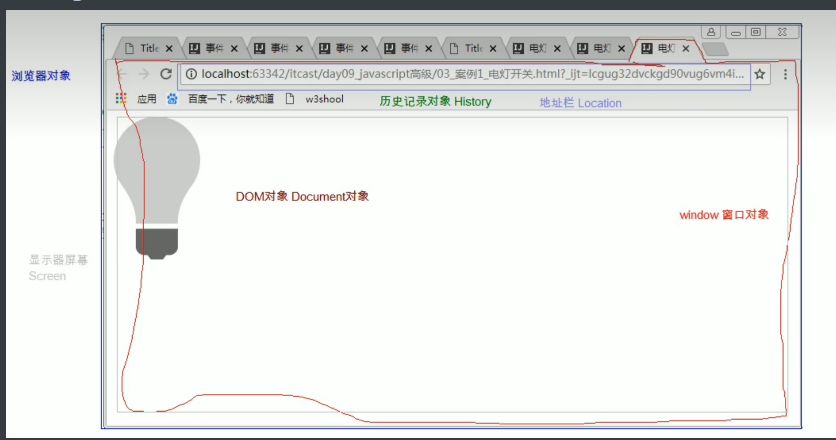 Title
事件
事件
事件
事件
Title
电灯
电灯
电灯
浏览器对象
localhost:63342/itcast/day09_javascript高级/03_案例1_电灯开关.html?_ijt=lcgug32dvckgd90vug6vm4i...
应用 百度一下，你就知道 w3shool
历史记录对象 History
地址栏 Location
DOM对象 Document对象
window 窗口对象
显示器屏幕
Screen